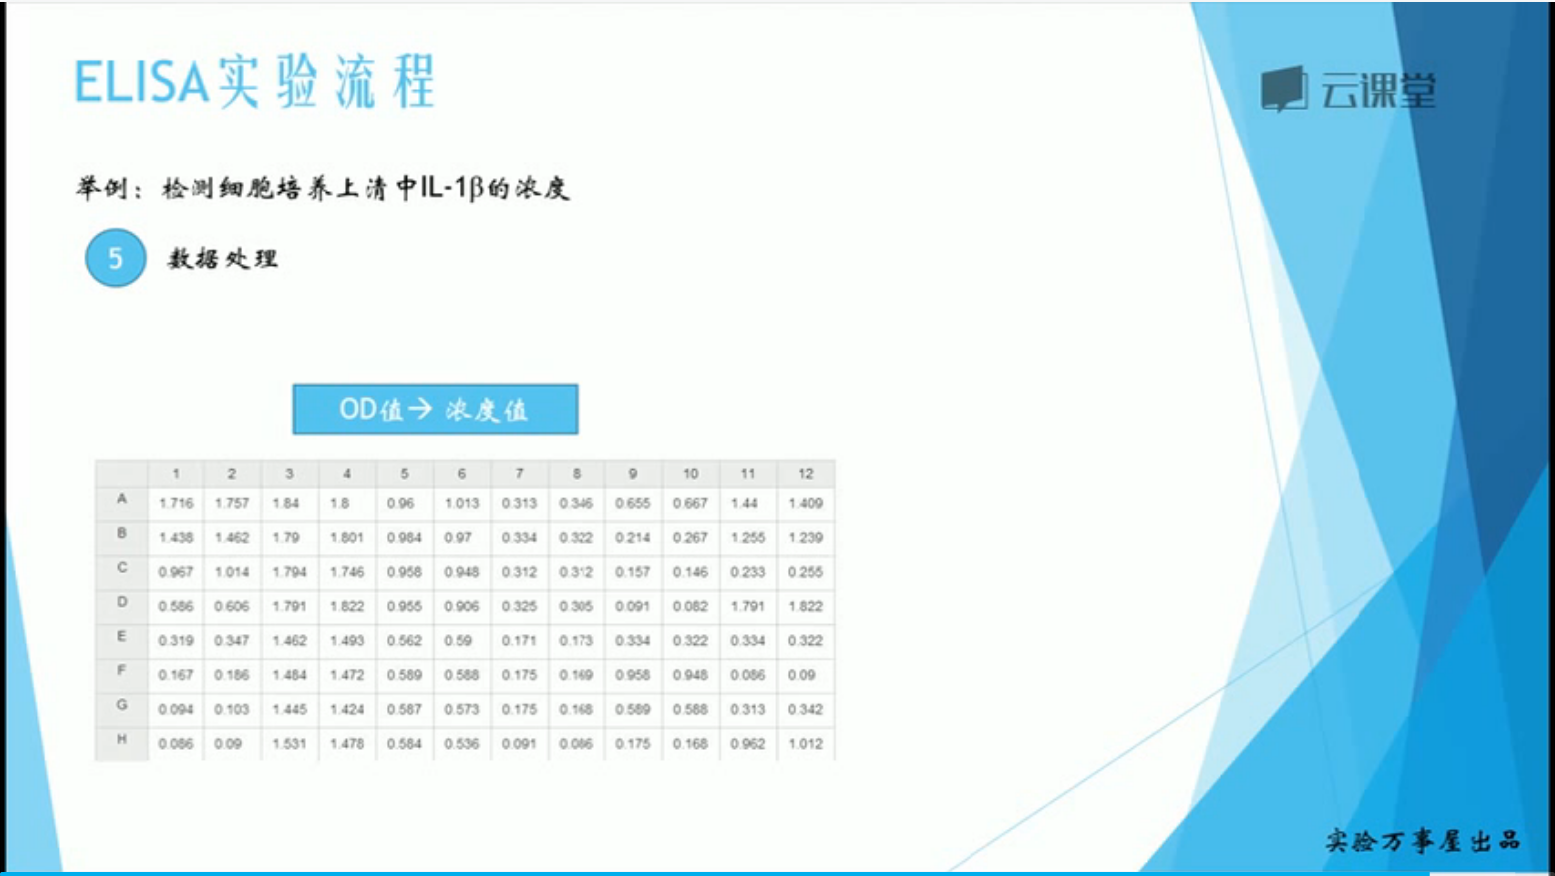 ELISA实验流程
云课堂
举例：检测细胞培养上清中IL-1β的浓度
5 数据处理
OD值→ 浓度值
1 2 3 4 5 6 7 8 9 10 11 12
A 1.716 1.757 1.84 1.8 0.96 1.013 0.313 0.346 0.655 0.667 1.44 1.409
B 1.438 1.462 1.79 1.801 0.984 0.97 0.334 0.322 0.214 0.267 1.255 1.239
C 0.967 1.014 1.794 1.746 0.958 0.948 0.312 0.312 0.157 0.146 0.233 0.255
D 0.586 0.606 1.791 1.822 0.955 0.906 0.325 0.305 0.091 0.082 1.791 1.822
E 0.319 0.347 1.462 1.493 0.562 0.59 0.171 0.173 0.334 0.322 0.334 0.322
F 0.167 0.186 1.484 1.472 0.589 0.588 0.175 0.169 0.958 0.948 0.086 0.09
G 0.094 0.103 1.445 1.424 0.587 0.573 0.175 0.168 0.589 0.588 0.313 0.342
H 0.086 0.09 1.531 1.478 0.584 0.536 0.091 0.086 0.175 0.168 0.962 1.012
实验万事屋出品